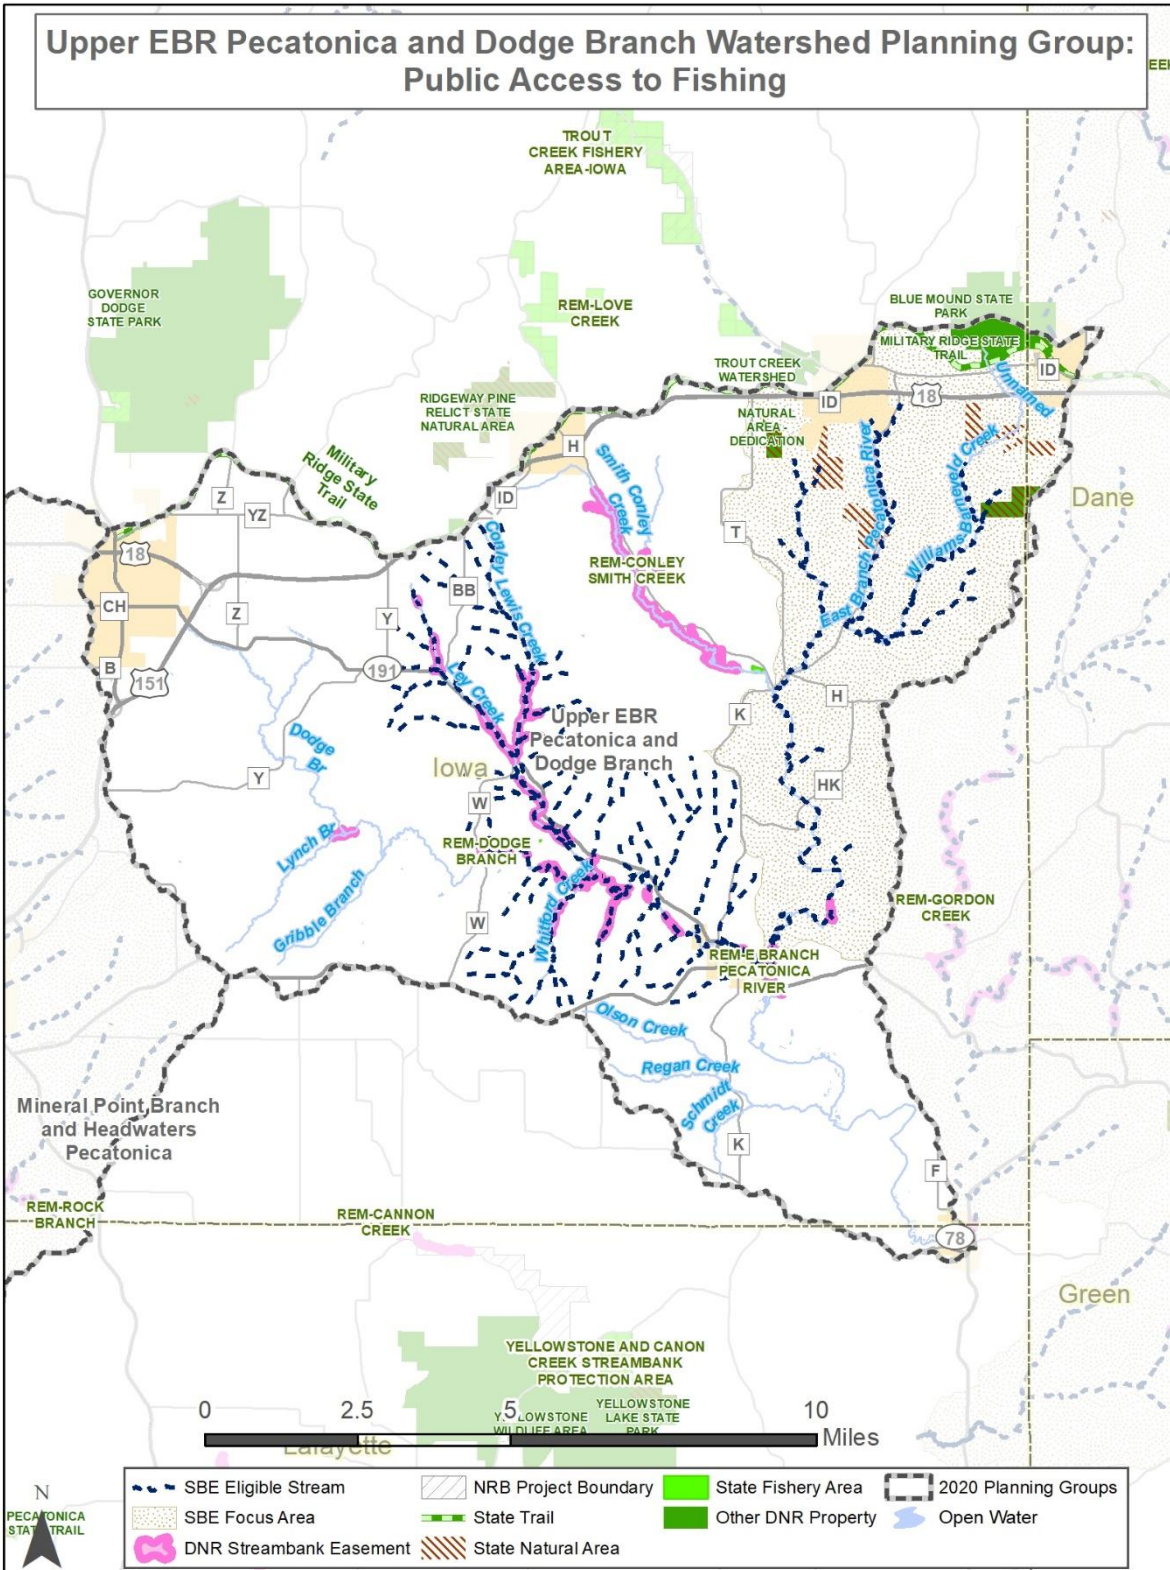 Upper EBR Pecatonica and Dodge Branch Watershed Planning Group:
Public Access to Fishing
TROUT
CREEK FISHERY
AREA-IOWA
GOVERNOR
DODGE
STATE PARK
REM-LOVE
CREEK
BLUE MOUND STATE
PARK
MILITARY RIDGE STATE
TRAIL
TROUT CREEK
WATERSHED
RIDGEWAY PINE
RELICT STATE
NATURAL AREA
NATURAL
AREA -
DEDICATION
ID
ID
18
Unnamed
H
Military
Ridge State
Trail
Z
YZ
ID
Smith Conley
Creek
T
East Branch Pecatonica River
Williams-Beneveld Creek
Dane
18
CH
B
151
Z
Y
BB
Conley Lewis Creek
REM-CONLEY
SMITH CREEK
191
Ley Creek
K
H
Upper EBR
Pecatonica and
Dodge Branch
Iowa
Dodge
Br
Y
W
HK
Lynch Br
REM-DODGE
BRANCH
Gribble Branch
W
Whitford Creek
REM-GORDON
CREEK
REM-E BRANCH
PECATONICA
RIVER
Olson Creek
Regan Creek
Schmidt
Creek
K
F
78
Mineral Point Branch
and Headwaters
Pecatonica
REM-ROCK
BRANCH
REM-CANNON
CREEK
Green
YELLOWSTONE AND CANON
CREEK STREAMBANK
PROTECTION AREA
YELLOWSTONE
WILDLIFE AREA
YELLOWSTONE
LAKE STATE
PARK
0 2.5 5 10
Miles
Lafayette
N
PECATONICA
STATE TRAIL
SBE Eligible Stream
SBE Focus Area
DNR Streambank Easement
NRB Project Boundary
State Trail
State Natural Area
State Fishery Area
Other DNR Property
2020 Planning Groups
Open Water